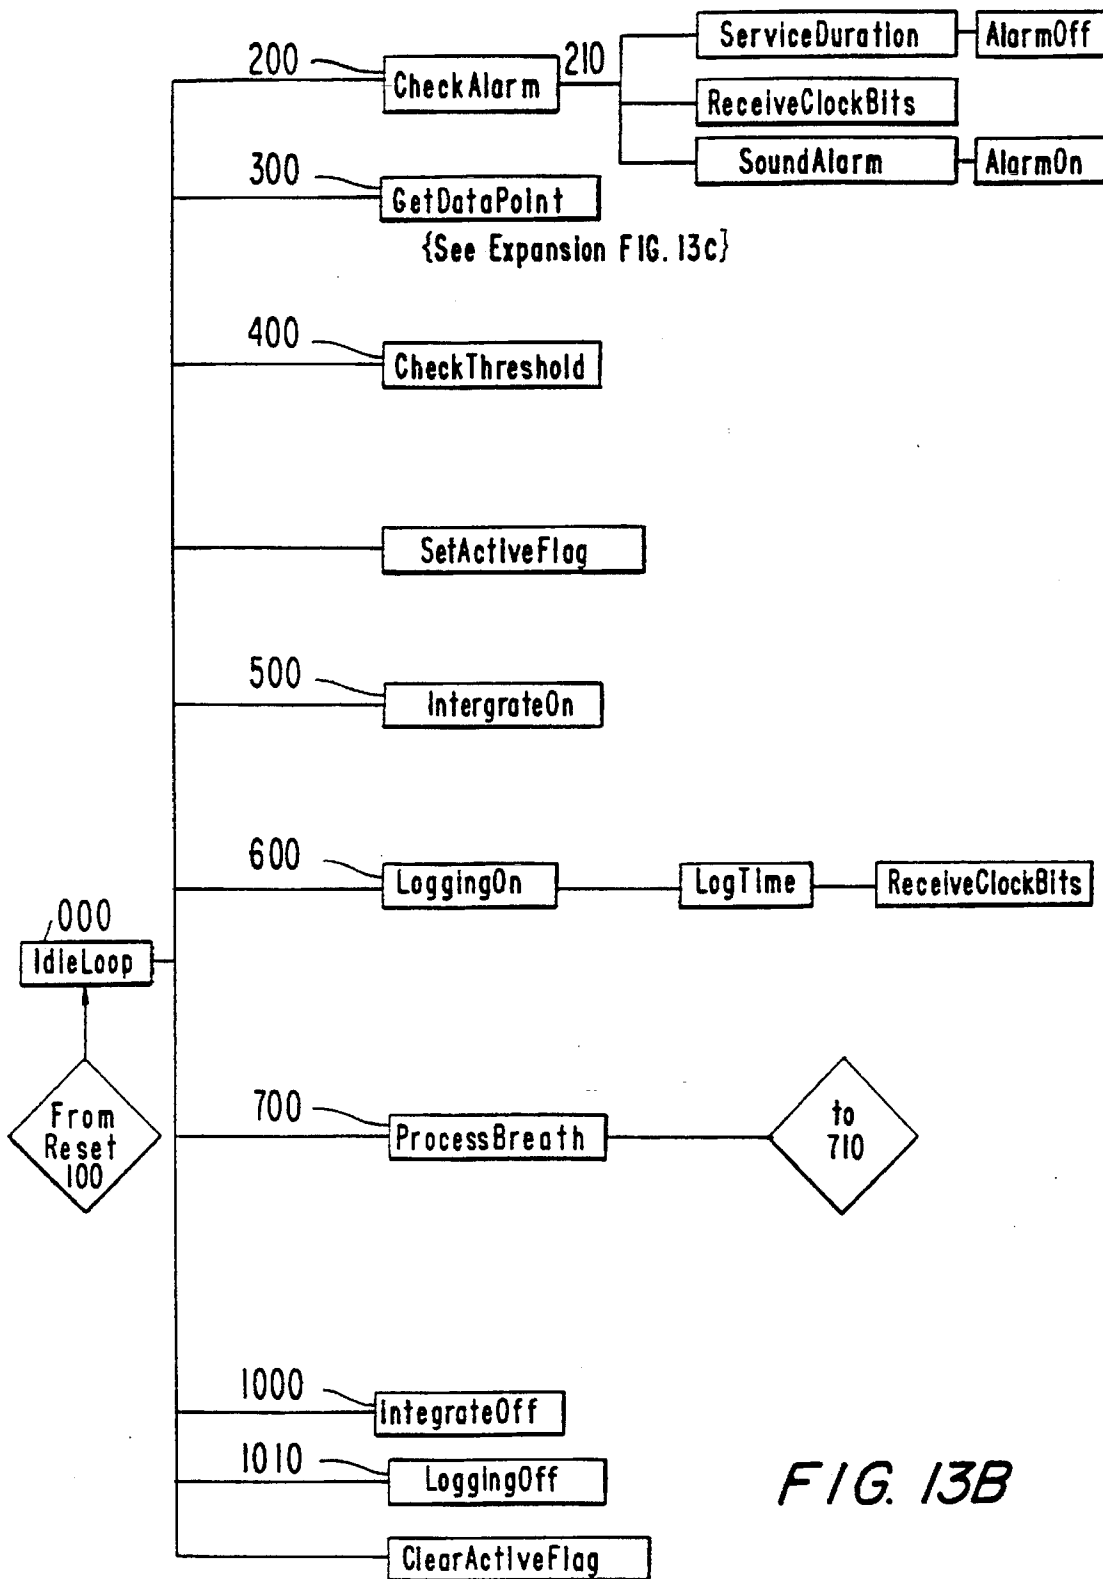 200
CheckAlarm
210
ServiceDuration
AlarmOff
ReceiveClockBits
SoundAlarm
AlarmOn
300
GetDataPoint
{See Expansion FIG. 13c}
400
CheckThreshold
SetActiveFlag
500
IntergrateOn
600
LoggingOn
LogTime
ReceiveClockBits
000
IdleLoop
From
Reset
100
700
ProcessBreath
to
710
1000
IntegrateOff
1010
LoggingOff
ClearActiveFlag
FIG. 13B